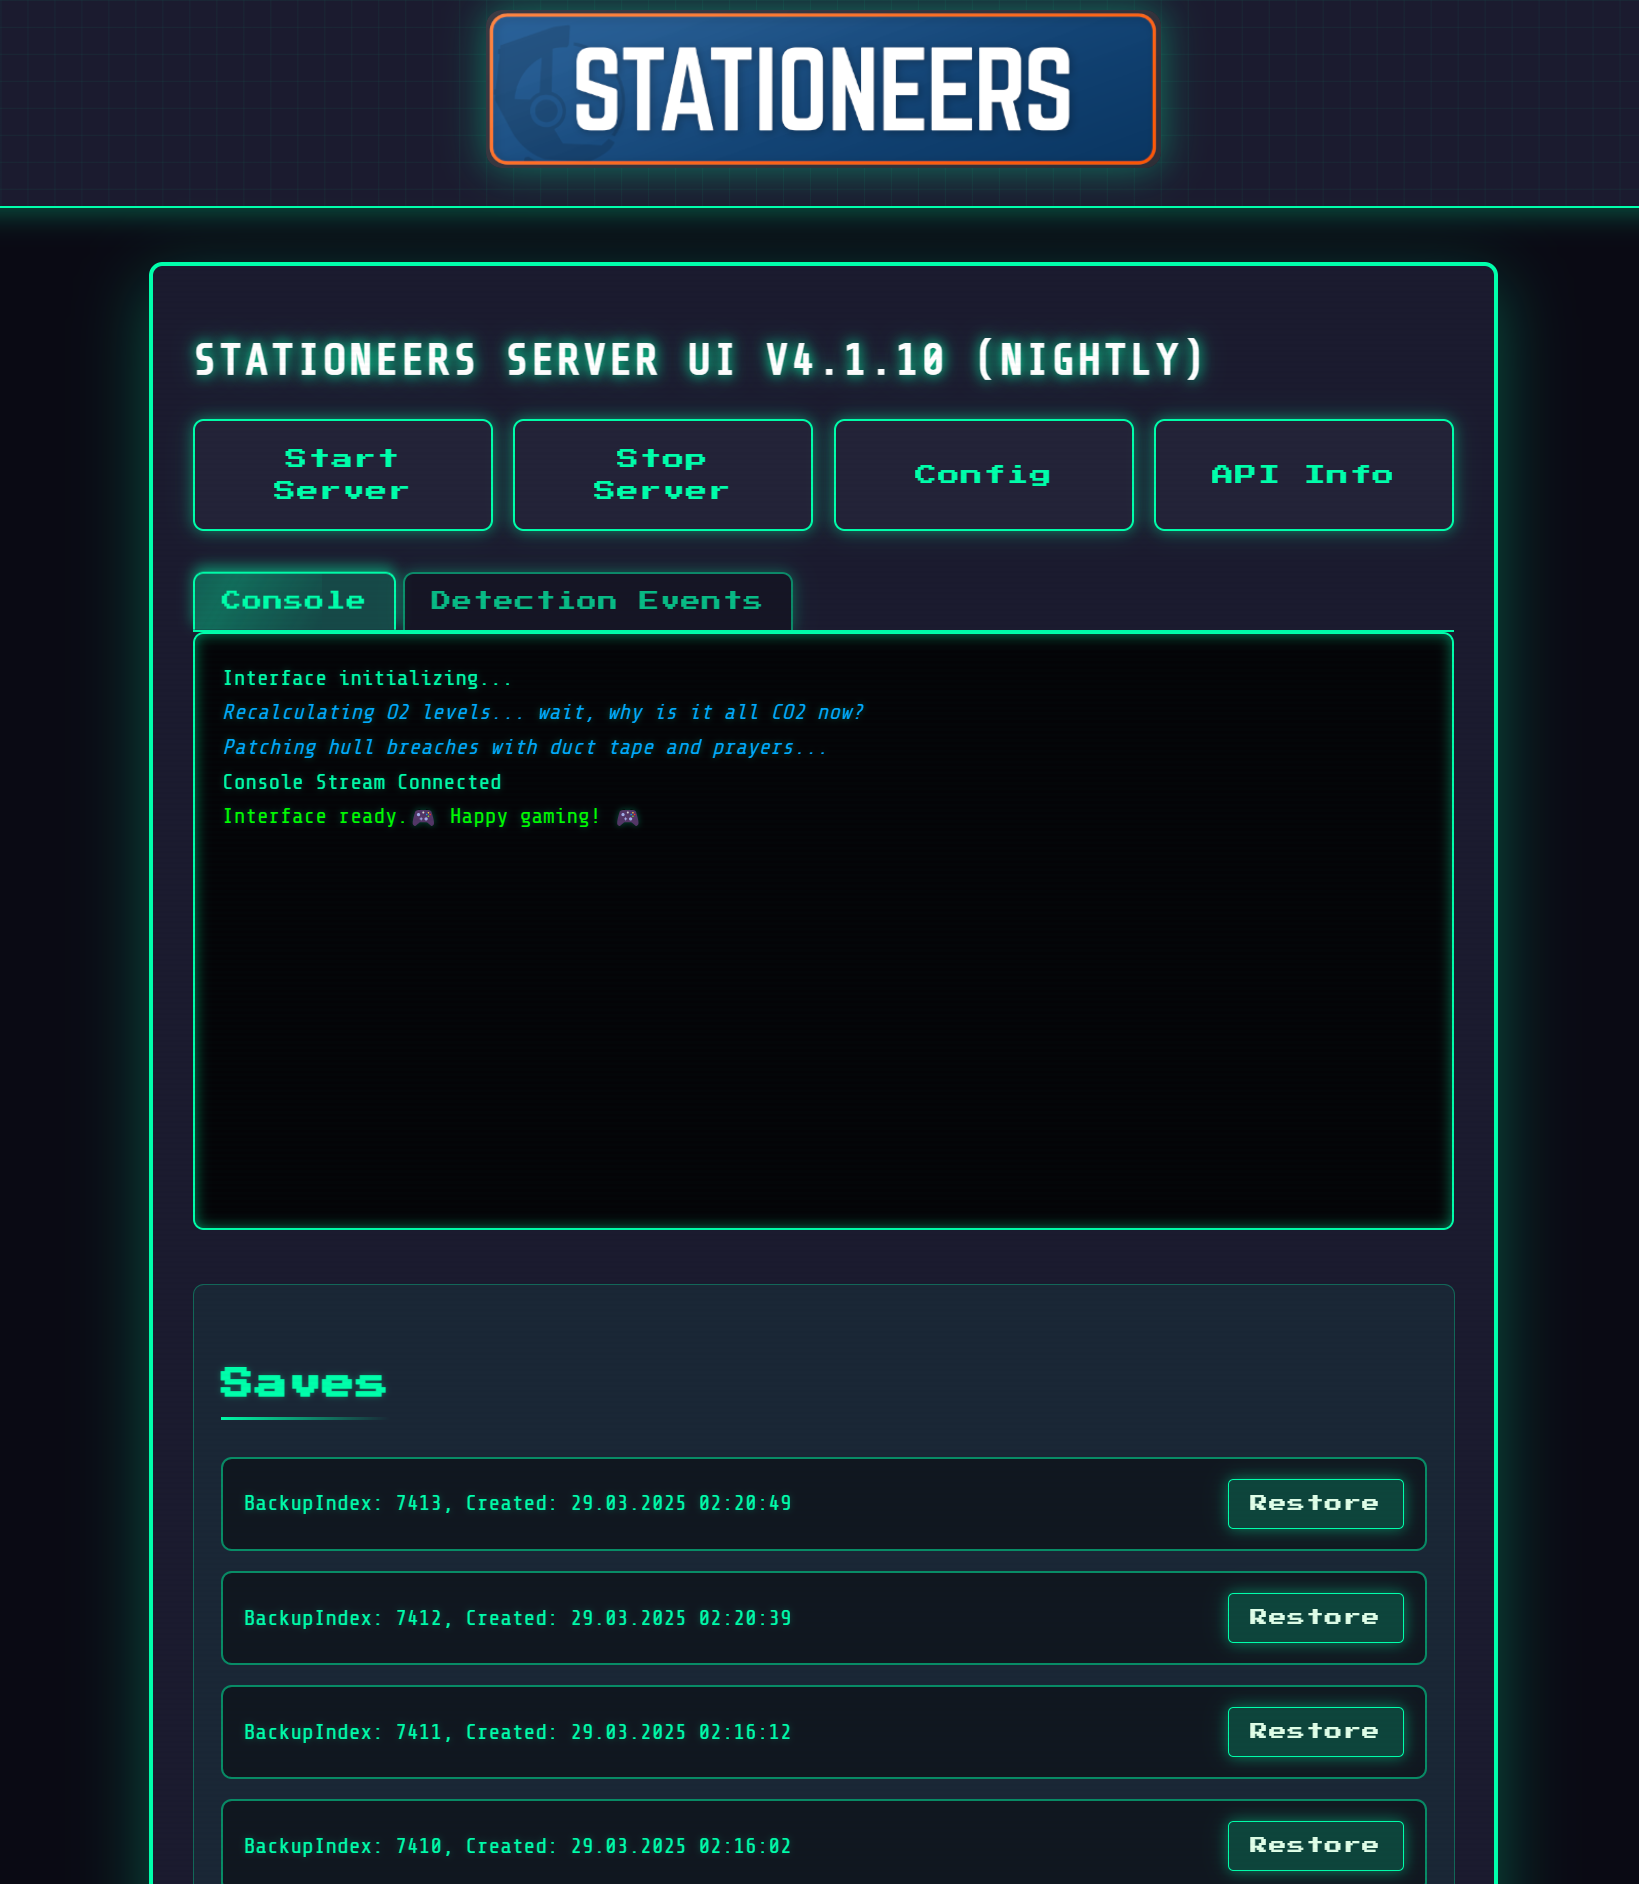 STATIONEERS
STATIONEERS SERVER UI V4.1.10 (NIGHTLY)
Start
Server
Stop
Server
Config
API Info
Console
Detection Events
Interface initializing...
Recalculating O2 levels... wait, why is it all CO2 now?
Patching hull breaches with duct tape and prayers...
Console Stream Connected
Interface ready.🎮 Happy gaming! 🎮
Saves
BackupIndex: 7413, Created: 29.03.2025 02:20:49
Restore
BackupIndex: 7412, Created: 29.03.2025 02:20:39
Restore
BackupIndex: 7411, Created: 29.03.2025 02:16:12
Restore
BackupIndex: 7410, Created: 29.03.2025 02:16:02
Restore